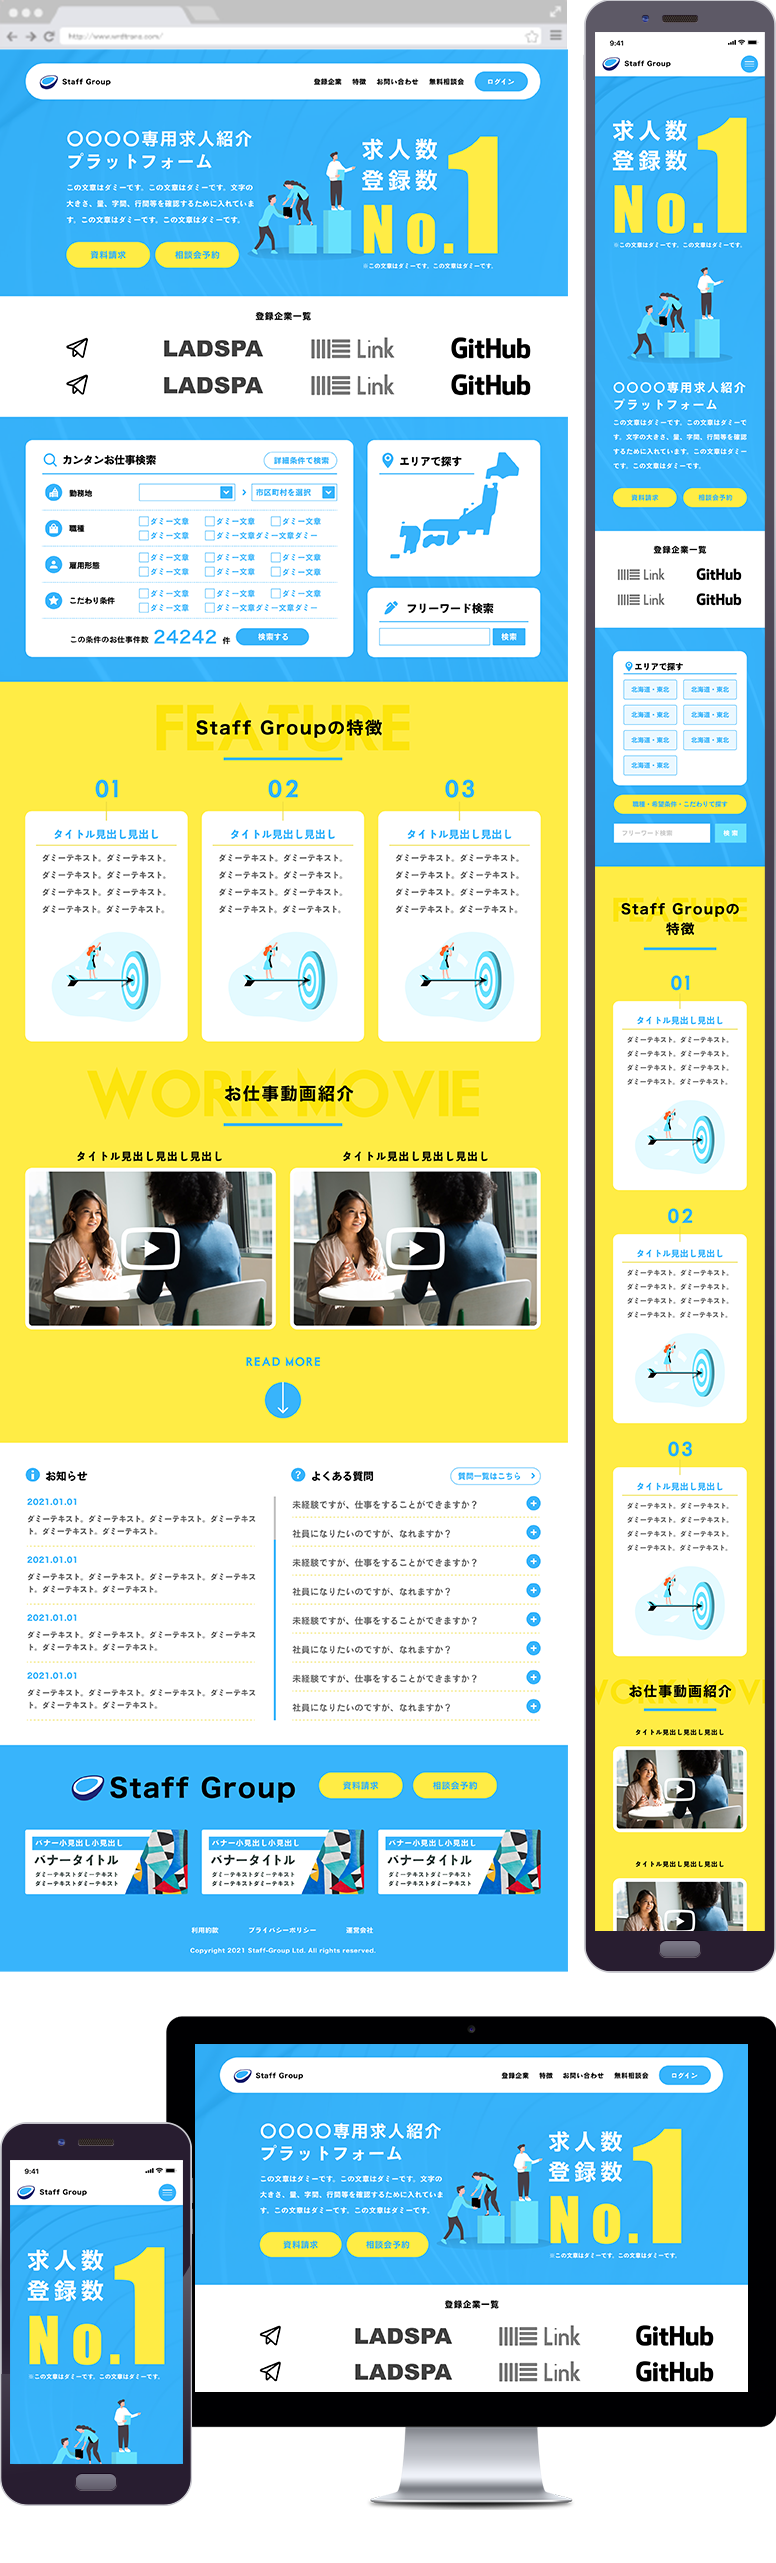 http://www.wnfttrans.com/
Staff Group
登録企業 特徴 お問い合わせ 無料相談会 ログイン
〇〇〇〇専用求人紹介
プラットフォーム
この文章はダミーです。この文章はダミーです。文字の
大きさ、量、字間、行間等を確認するために入れていま
す。この文章はダミーです。この文章はダミーです。
資料請求 相談会予約
求人数
登録数
No.1
※この文章はダミーです。この文章はダミーです。
登録企業一覧
LADSPA Link GitHub
LADSPA Link GitHub
カンタンお仕事検索 詳細条件で検索
勤務地 市区町村を選択
職種
ダミー文章 ダミー文章 ダミー文章
ダミー文章 ダミー文章ダミー文章ダミー
雇用形態
ダミー文章 ダミー文章 ダミー文章
ダミー文章 ダミー文章 ダミー文章
こだわり条件
ダミー文章 ダミー文章 ダミー文章
ダミー文章 ダミー文章ダミー文章ダミー
この条件のお仕事件数 24242 件 検索する
エリアで探す
フリーワード検索
検索
FEATURE
Staff Groupの特徴
01
タイトル見出し見出し
ダミーテキスト。ダミーテキスト。
ダミーテキスト。ダミーテキスト。
ダミーテキスト。ダミーテキスト。
ダミーテキスト。ダミーテキスト。
02
タイトル見出し見出し
ダミーテキスト。ダミーテキスト。
ダミーテキスト。ダミーテキスト。
ダミーテキスト。ダミーテキスト。
ダミーテキスト。ダミーテキスト。
03
タイトル見出し見出し
ダミーテキスト。ダミーテキスト。
ダミーテキスト。ダミーテキスト。
ダミーテキスト。ダミーテキスト。
ダミーテキスト。ダミーテキスト。
WORK MOVIE
お仕事動画紹介
タイトル見出し見出し見出し
タイトル見出し見出し見出し
READ MORE
お知らせ
2021.01.01
ダミーテキスト。ダミーテキスト。ダミーテキスト。ダミーテキス
ト。ダミーテキスト。ダミーテキスト。
2021.01.01
ダミーテキスト。ダミーテキスト。ダミーテキスト。ダミーテキス
ト。ダミーテキスト。ダミーテキスト。
2021.01.01
ダミーテキスト。ダミーテキスト。ダミーテキスト。ダミーテキス
ト。ダミーテキスト。ダミーテキスト。
2021.01.01
ダミーテキスト。ダミーテキスト。ダミーテキスト。ダミーテキス
ト。ダミーテキスト。ダミーテキスト。
よくある質問 質問一覧はこちら
未経験ですが、仕事をすることができますか?
社員になりたいのですが、なれますか?
未経験ですが、仕事をすることができますか?
社員になりたいのですが、なれますか?
未経験ですが、仕事をすることができますか?
社員になりたいのですが、なれますか?
未経験ですが、仕事をすることができますか?
社員になりたいのですが、なれますか?
Staff Group 資料請求 相談会予約
バナー小見出し小見出し
バナータイトル
ダミーテキストダミーテキスト
ダミーテキストダミーテキスト
バナー小見出し小見出し
バナータイトル
ダミーテキストダミーテキスト
ダミーテキストダミーテキスト
バナー小見出し小見出し
バナータイトル
ダミーテキストダミーテキスト
ダミーテキストダミーテキスト
利用約款 プライバシーポリシー 運営会社
Copyright 2021 Staff-Group Ltd. All rights reserved.
9:41
Staff Group
求人数
登録数
No.1
※この文章はダミーです。この文章はダミーです。
〇〇〇〇専用求人紹介
プラットフォーム
この文章はダミーです。この文章はダミーで
す。文字の大きさ、量、字間、行間等を確認
するために入れています。この文章はダミー
です。この文章はダミーです。
資料請求 相談会予約
登録企業一覧
Link GitHub
Link GitHub
エリアで探す
北海道・東北 北海道・東北
北海道・東北 北海道・東北
北海道・東北 北海道・東北
北海道・東北
職種・希望条件・こだわりで探す
フリーワード検索 検索
FEATURE
Staff Groupの
特徴
01
タイトル見出し見出し
ダミーテキスト。ダミーテキスト。
ダミーテキスト。ダミーテキスト。
ダミーテキスト。ダミーテキスト。
ダミーテキスト。ダミーテキスト。
02
タイトル見出し見出し
ダミーテキスト。ダミーテキスト。
ダミーテキスト。ダミーテキスト。
ダミーテキスト。ダミーテキスト。
ダミーテキスト。ダミーテキスト。
03
タイトル見出し見出し
ダミーテキスト。ダミーテキスト。
ダミーテキスト。ダミーテキスト。
ダミーテキスト。ダミーテキスト。
ダミーテキスト。ダミーテキスト。
WORK MOVIE
お仕事動画紹介
タイトル見出し見出し見出し
タイトル見出し見出し見出し
9:41
Staff Group
求人数
登録数
No.1
※この文章はダミーです。この文章はダミーです。
Staff Group
登録企業 特徴 お問い合わせ 無料相談会 ログイン
〇〇〇〇専用求人紹介
プラットフォーム
この文章はダミーです。この文章はダミーです。文字の
大きさ、量、字間、行間等を確認するために入れていま
す。この文章はダミーです。この文章はダミーです。
資料請求 相談会予約
求人数
登録数
No.1
※この文章はダミーです。この文章はダミーです。
登録企業一覧
LADSPA Link GitHub
LADSPA Link GitHub